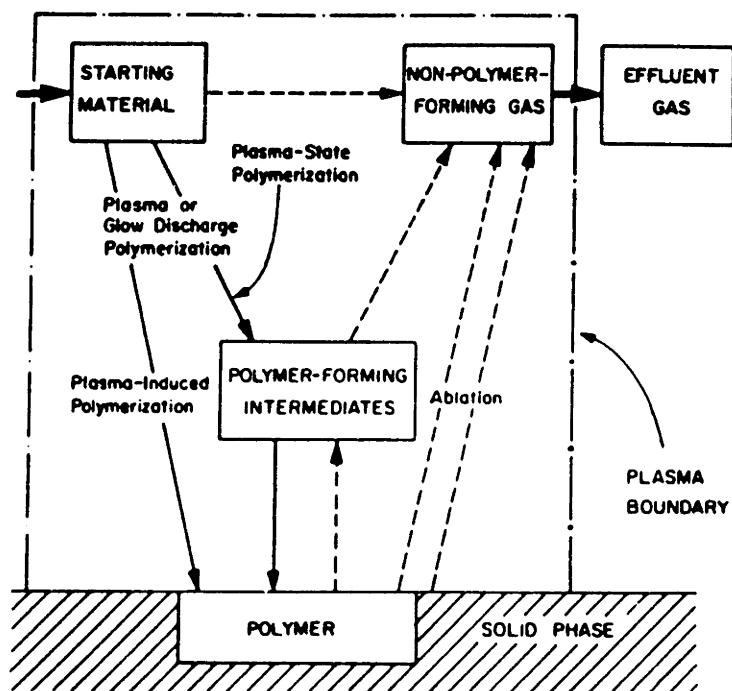 STARTING
MATERIAL
NON-POLYMER-
FORMING GAS
EFFLUENT
GAS
Plasma-State
Polymerization
Plasma or
Glow Discharge
Polymerization
Plasma-Induced
Polymerization
POLYMER-FORMING
INTERMEDIATES
Ablation
PLASMA
BOUNDARY
POLYMER
SOLID PHASE